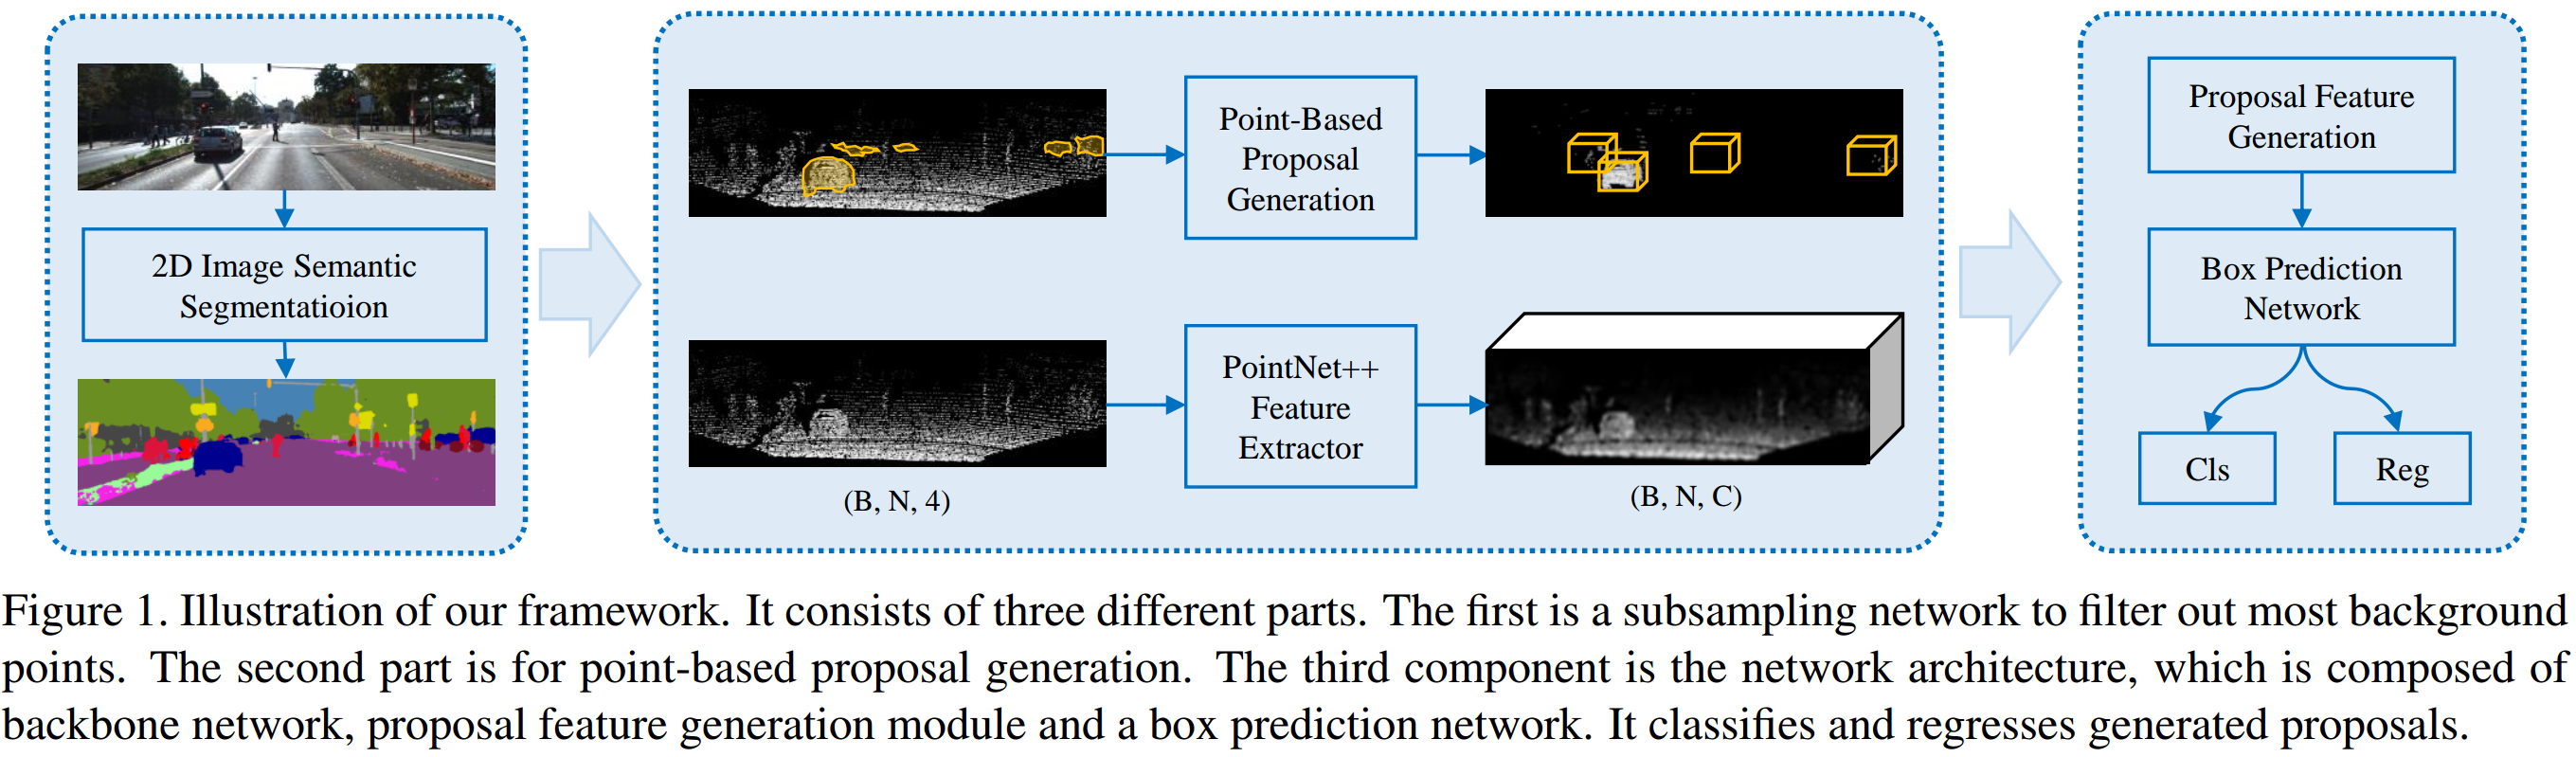 2D Image Semantic
Segmentatioion
Point-Based
Proposal
Generation
PointNet++
Feature
Extractor
(B, N, 4)
(B, N, C)
Proposal Feature
Generation
Box Prediction
Network
Cls
Reg
Figure 1. Illustration of our framework. It consists of three different parts. The first is a subsampling network to filter out most background
points. The second part is for point-based proposal generation. The third component is the network architecture, which is composed of
backbone network, proposal feature generation module and a box prediction network. It classifies and regresses generated proposals.